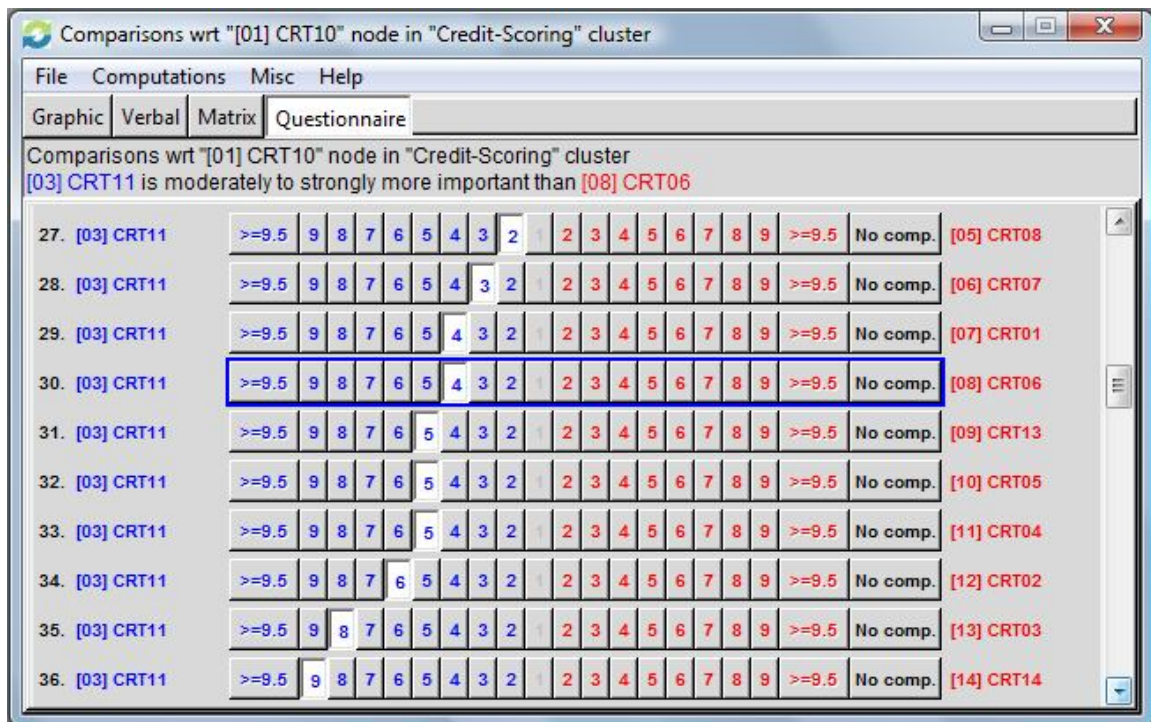 Comparisons wrt "[01] CRT10" node in "Credit-Scoring" cluster
File Computations Misc Help
Graphic Verbal Matrix Questionnaire
Comparisons wrt "[01] CRT10" node in "Credit-Scoring" cluster
[03] CRT11 is moderately to strongly more important than [08] CRT06
27. [03] CRT11 >=9.5 9 8 7 6 5 4 3 2 1 2 3 4 5 6 7 8 9 >=9.5 No comp. [05] CRT08
28. [03] CRT11 >=9.5 9 8 7 6 5 4 3 2 1 2 3 4 5 6 7 8 9 >=9.5 No comp. [06] CRT07
29. [03] CRT11 >=9.5 9 8 7 6 5 4 3 2 1 2 3 4 5 6 7 8 9 >=9.5 No comp. [07] CRT01
30. [03] CRT11 >=9.5 9 8 7 6 5 4 3 2 1 2 3 4 5 6 7 8 9 >=9.5 No comp. [08] CRT06
31. [03] CRT11 >=9.5 9 8 7 6 5 4 3 2 1 2 3 4 5 6 7 8 9 >=9.5 No comp. [09] CRT13
32. [03] CRT11 >=9.5 9 8 7 6 5 4 3 2 1 2 3 4 5 6 7 8 9 >=9.5 No comp. [10] CRT05
33. [03] CRT11 >=9.5 9 8 7 6 5 4 3 2 1 2 3 4 5 6 7 8 9 >=9.5 No comp. [11] CRT04
34. [03] CRT11 >=9.5 9 8 7 6 5 4 3 2 1 2 3 4 5 6 7 8 9 >=9.5 No comp. [12] CRT02
35. [03] CRT11 >=9.5 9 8 7 6 5 4 3 2 1 2 3 4 5 6 7 8 9 >=9.5 No comp. [13] CRT03
36. [03] CRT11 >=9.5 9 8 7 6 5 4 3 2 1 2 3 4 5 6 7 8 9 >=9.5 No comp. [14] CRT14